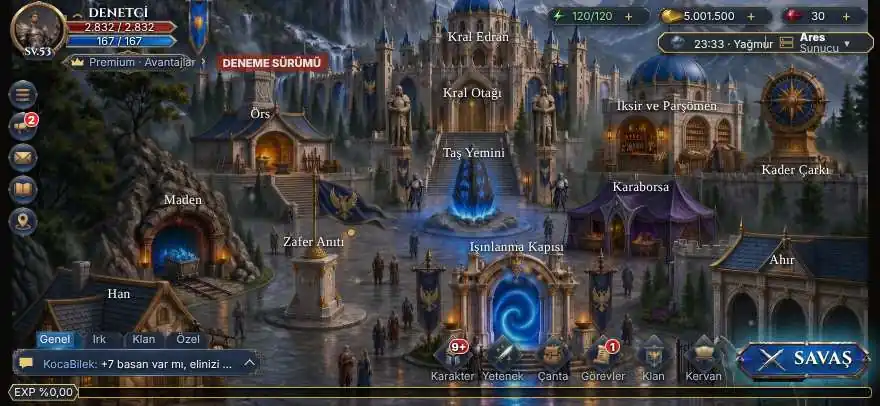 DENETÇİ
2,832 / 2,832
167 / 167
SV.53
Premium · Avantajlar
DENEME SÜRÜMÜ
120/120 +
5.001.500 +
30 +
23:33 · Yağmur
Ares
Sunucu
Kral Edran
Kral Otağı
Örs
İksir ve Parşömen
Taş Yemini
Kader Çarkı
Karaborsa
Maden
Zafer Anıtı
Işınlanma Kapısı
Ahır
Han
2
Genel
Irk
Klan
Özel
KocaBilek: +7 basan var mı, elinizi ...
9+
1
Karakter
Yetenek
Çanta
Görevler
Klan
Kervan
SAVAŞ
EXP %0,00